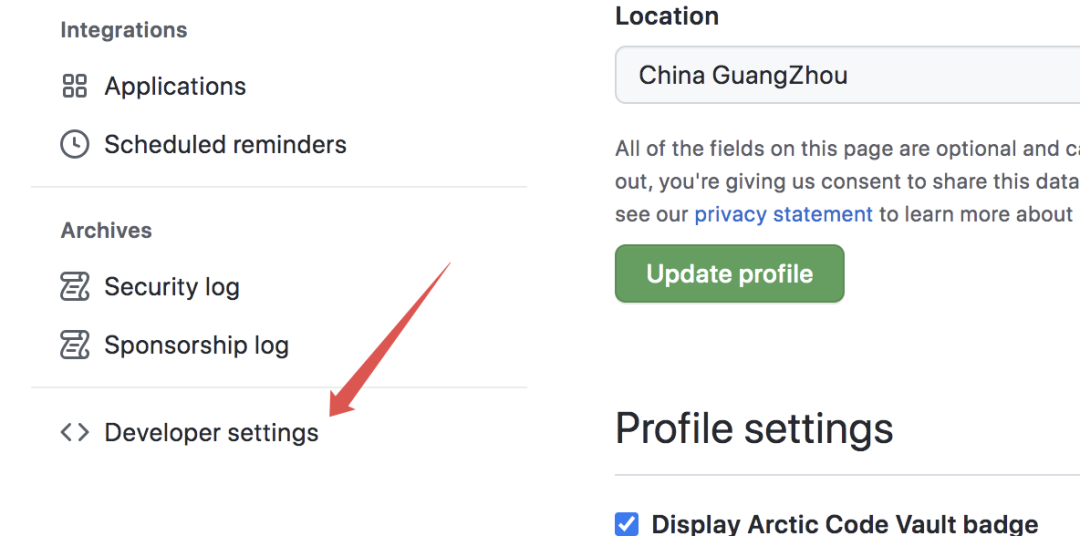 Integrations
Applications
Scheduled reminders
Archives
Security log
Sponsorship log
Developer settings
Location
China GuangZhou
All of the fields on this page are optional and
out, you're giving us consent to share this data
see our privacy statement to learn more about
Update profile
Profile settings
Display Arctic Code Vault badge